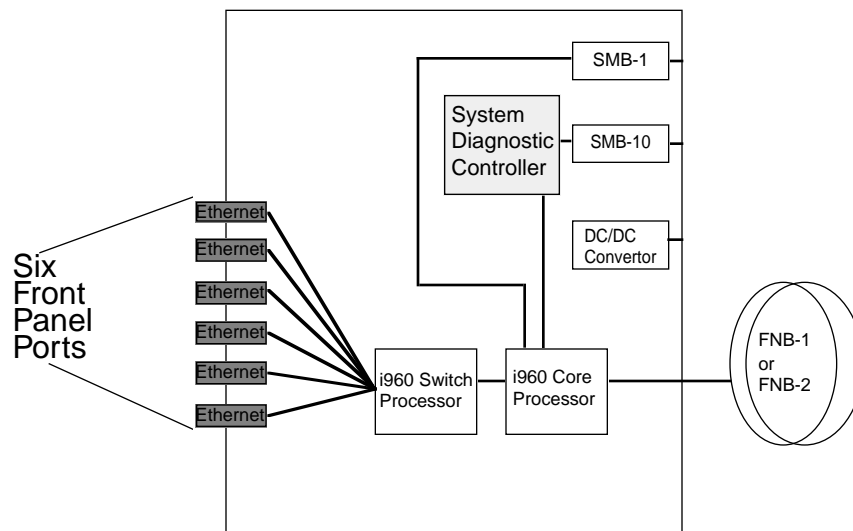 SMB-1
System
Diagnostic
Controller
SMB-10
Ethernet
DC/DC
Convertor
Ethernet
Six
Front
Panel
Ports
Ethernet
Ethernet
Ethernet
Ethernet
i960 Switch
Processor
i960 Core
Processor
FNB-1
or
FNB-2